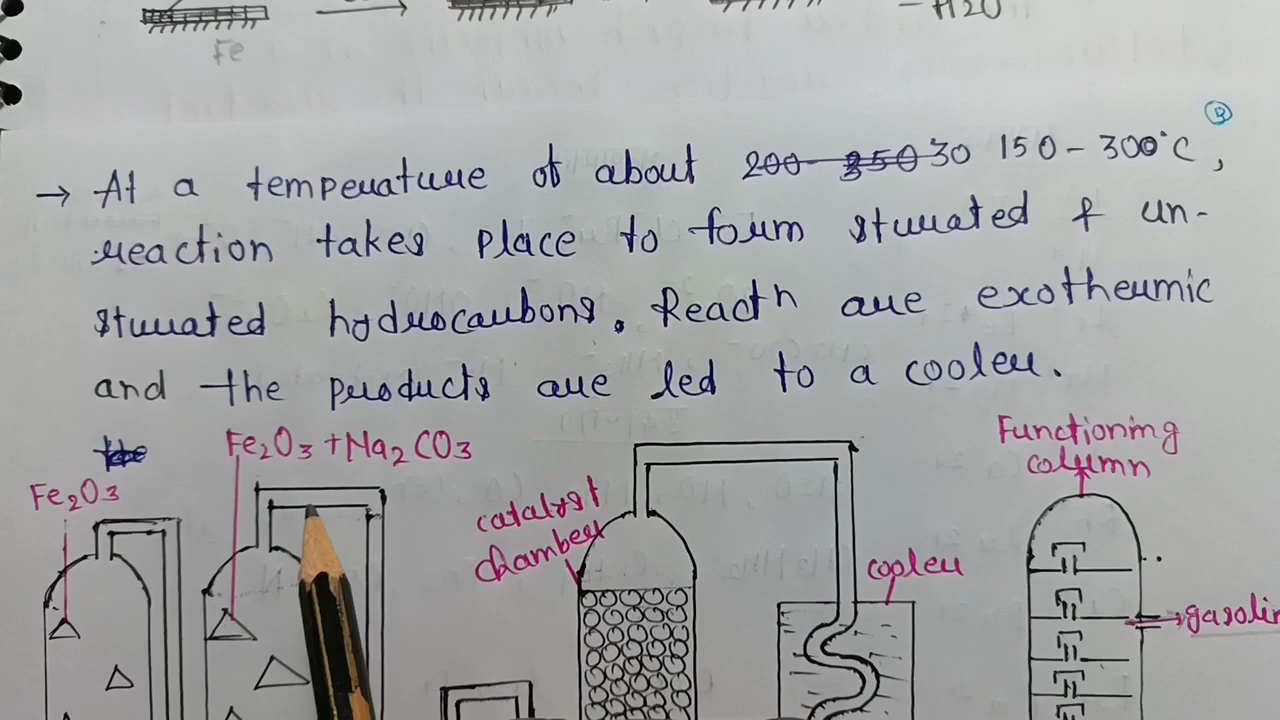 Fe
- H2O
→ At a temperature of about 200 - 350 30 150 - 300°C,
reaction takes place to form sturated & un-
sturated hydrocarbons. Reactn are exothermic
and the products are led to a cooler.
the Fe2O3 + Na2CO3
Fe2O3
Functioning
column
catalyst
chamber
cooler
gasolin